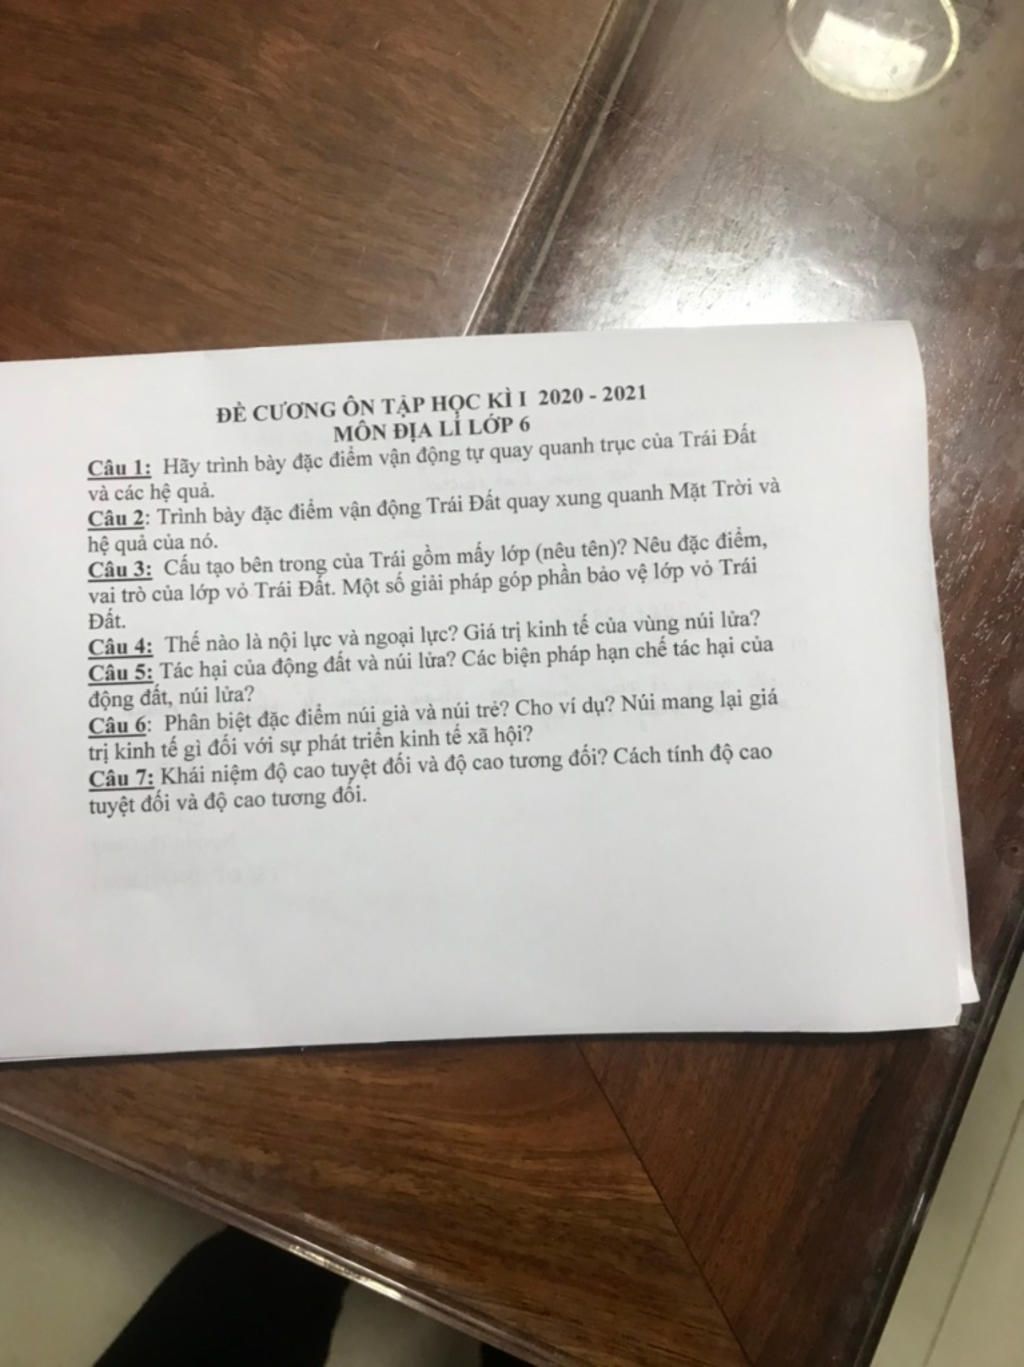 ĐỀ CƯƠNG ÔN TẬP HỌC KÌ I 2020 - 2021
MÔN ĐỊA LÍ LỚP 6
Câu 1: Hãy trình bày đặc điểm vận động tự quay quanh trục của Trái Đất
và các hệ quả.
Câu 2: Trình bày đặc điểm vận động Trái Đất quay xung quanh Mặt Trời và
hệ quả của nó.
Câu 3: Cấu tạo bên trong của Trái gồm mấy lớp (nêu tên)? Nêu đặc điểm,
vai trò của lớp vỏ Trái Đất. Một số giải pháp góp phần bảo vệ lớp vỏ Trái
Đất.
Câu 4: Thế nào là nội lực và ngoại lực? Giá trị kinh tế của vùng núi lửa?
Câu 5: Tác hại của động đất và núi lửa? Các biện pháp hạn chế tác hại của
động đất, núi lửa?
Câu 6: Phân biệt đặc điểm núi già và núi trẻ? Cho ví dụ? Núi mang lại giá
trị kinh tế gì đối với sự phát triển kinh tế xã hội?
Câu 7: Khái niệm độ cao tuyệt đối và độ cao tương đối? Cách tính độ cao
tuyệt đối và độ cao tương đối.